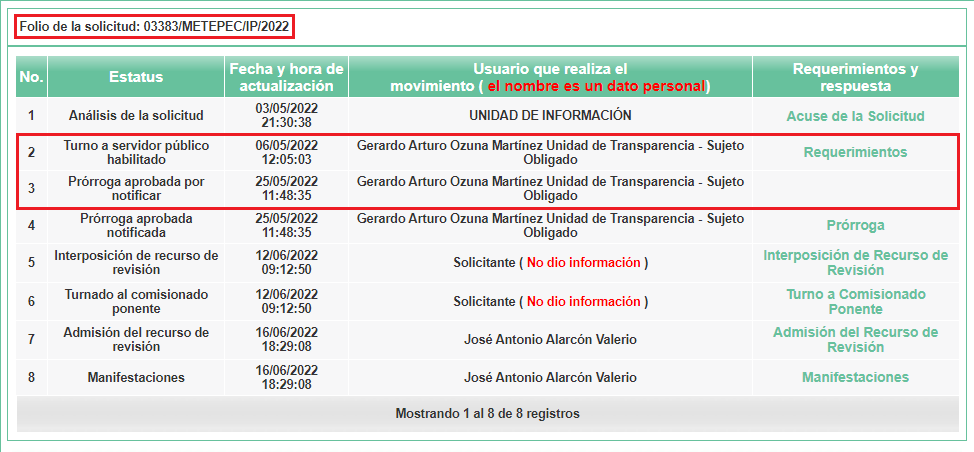 Folio de la solicitud: 03383/METEPEC/IP/2022
No. Estatus Fecha y hora de actualización Usuario que realiza el movimiento ( el nombre es un dato personal) Requerimientos y respuesta
1 Análisis de la solicitud 03/05/2022 21:30:38 UNIDAD DE INFORMACIÓN Acuse de la Solicitud
2 Turno a servidor público habilitado 06/05/2022 12:05:03 Gerardo Arturo Ozuna Martínez Unidad de Transparencia - Sujeto Obligado Requerimientos
3 Prórroga aprobada por notificar 25/05/2022 11:48:35 Gerardo Arturo Ozuna Martínez Unidad de Transparencia - Sujeto Obligado
4 Prórroga aprobada notificada 25/05/2022 11:48:35 Gerardo Arturo Ozuna Martínez Unidad de Transparencia - Sujeto Obligado Prórroga
5 Interposición de recurso de revisión 12/06/2022 09:12:50 Solicitante ( No dio información ) Interposición de Recurso de Revisión
6 Turnado al comisionado ponente 12/06/2022 09:12:50 Solicitante ( No dio información ) Turno a Comisionado Ponente
7 Admisión del recurso de revisión 16/06/2022 18:29:08 José Antonio Alarcón Valerio Admisión del Recurso de Revisión
8 Manifestaciones 16/06/2022 18:29:08 José Antonio Alarcón Valerio Manifestaciones
Mostrando 1 al 8 de 8 registros